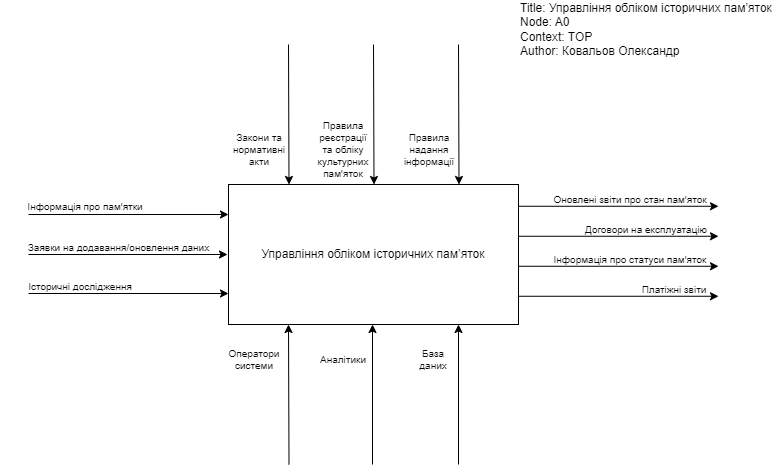 Title: Управління обліком історичних пам'яток
Node: A0
Context: TOP
Author: Ковальов Олександр
Закони та
нормативні
акти
Правила
реєстрації
та обліку
культурних
пам'яток
Правила
надання
інформації
Інформація про пам'ятки
Заявки на додавання/оновлення даних
Історичні дослідження
Управління обліком історичних пам'яток
Оновлені звіти про стан пам'яток
Договори на експлуатацію
Інформація про статуси пам'яток
Платіжні звіти
Оператори
системи
Аналітики
База
даних